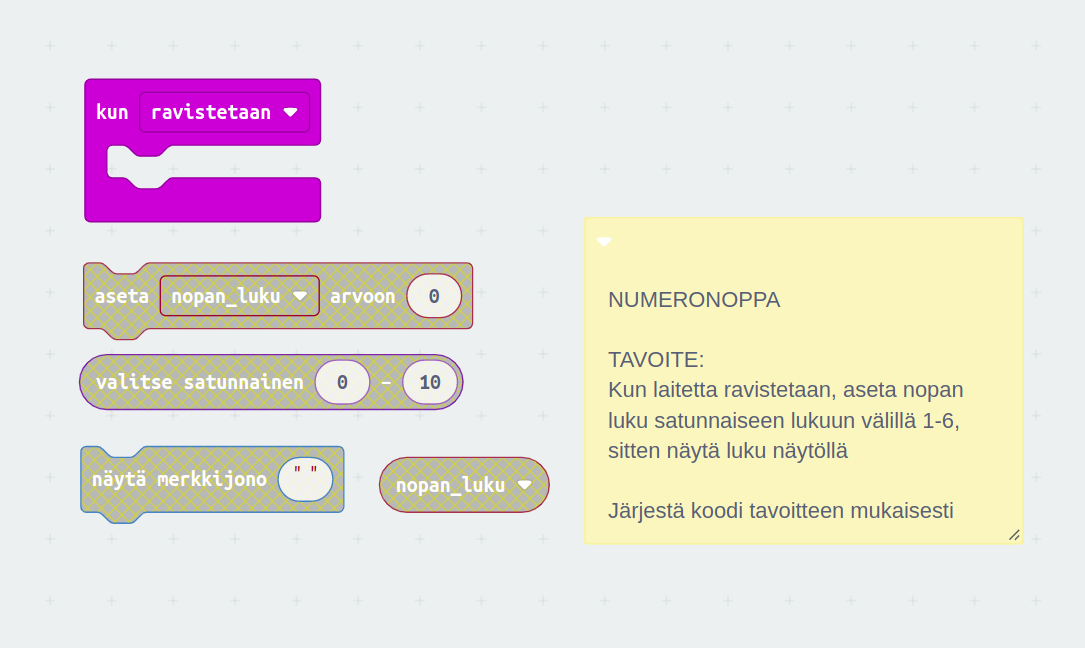 kun ravistetaan
aseta nopan_luku arvoon 0
valitse satunnainen 0 - 10
näytä merkkijono " "
nopan_luku
NUMERONOPPA
TAVOITE:
Kun laitetta ravistetaan, aseta nopan
luku satunnaiseen lukuun välillä 1-6,
sitten näytä luku näytöllä
Järjestä koodi tavoitteen mukaisesti